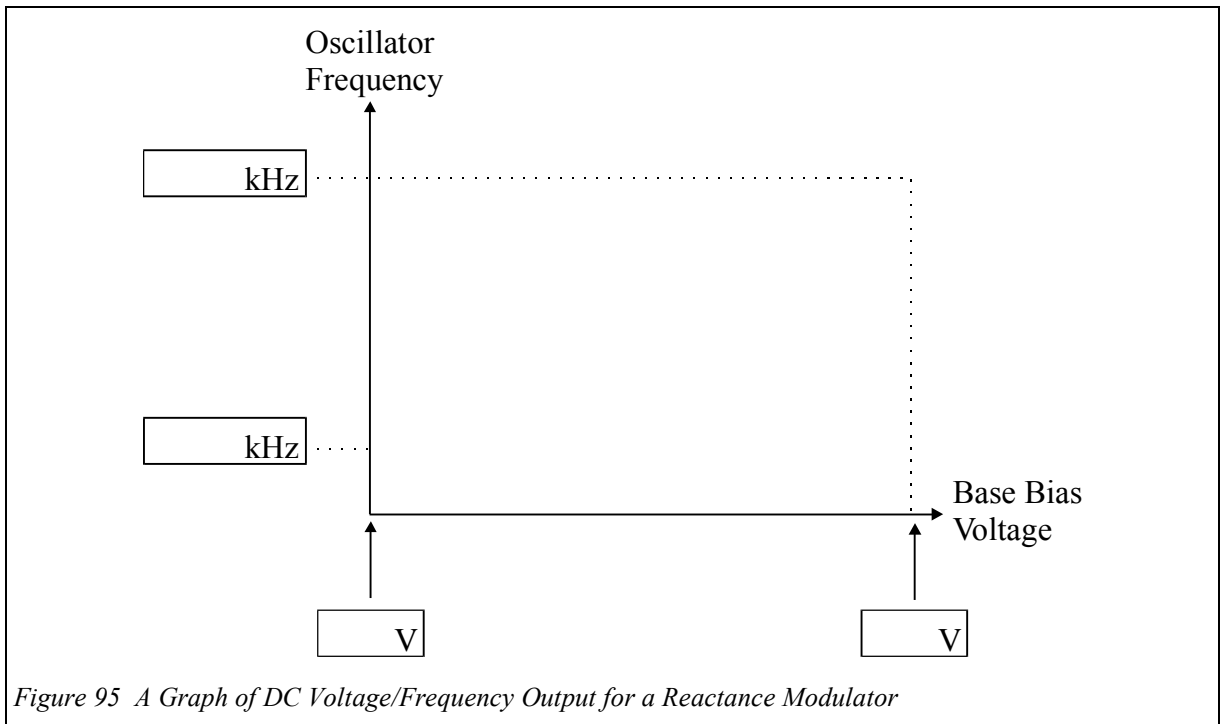 Oscillator
Frequency
kHz
kHz
Base Bias
Voltage
V
V
Figure 95 A Graph of DC Voltage/Frequency Output for a Reactance Modulator